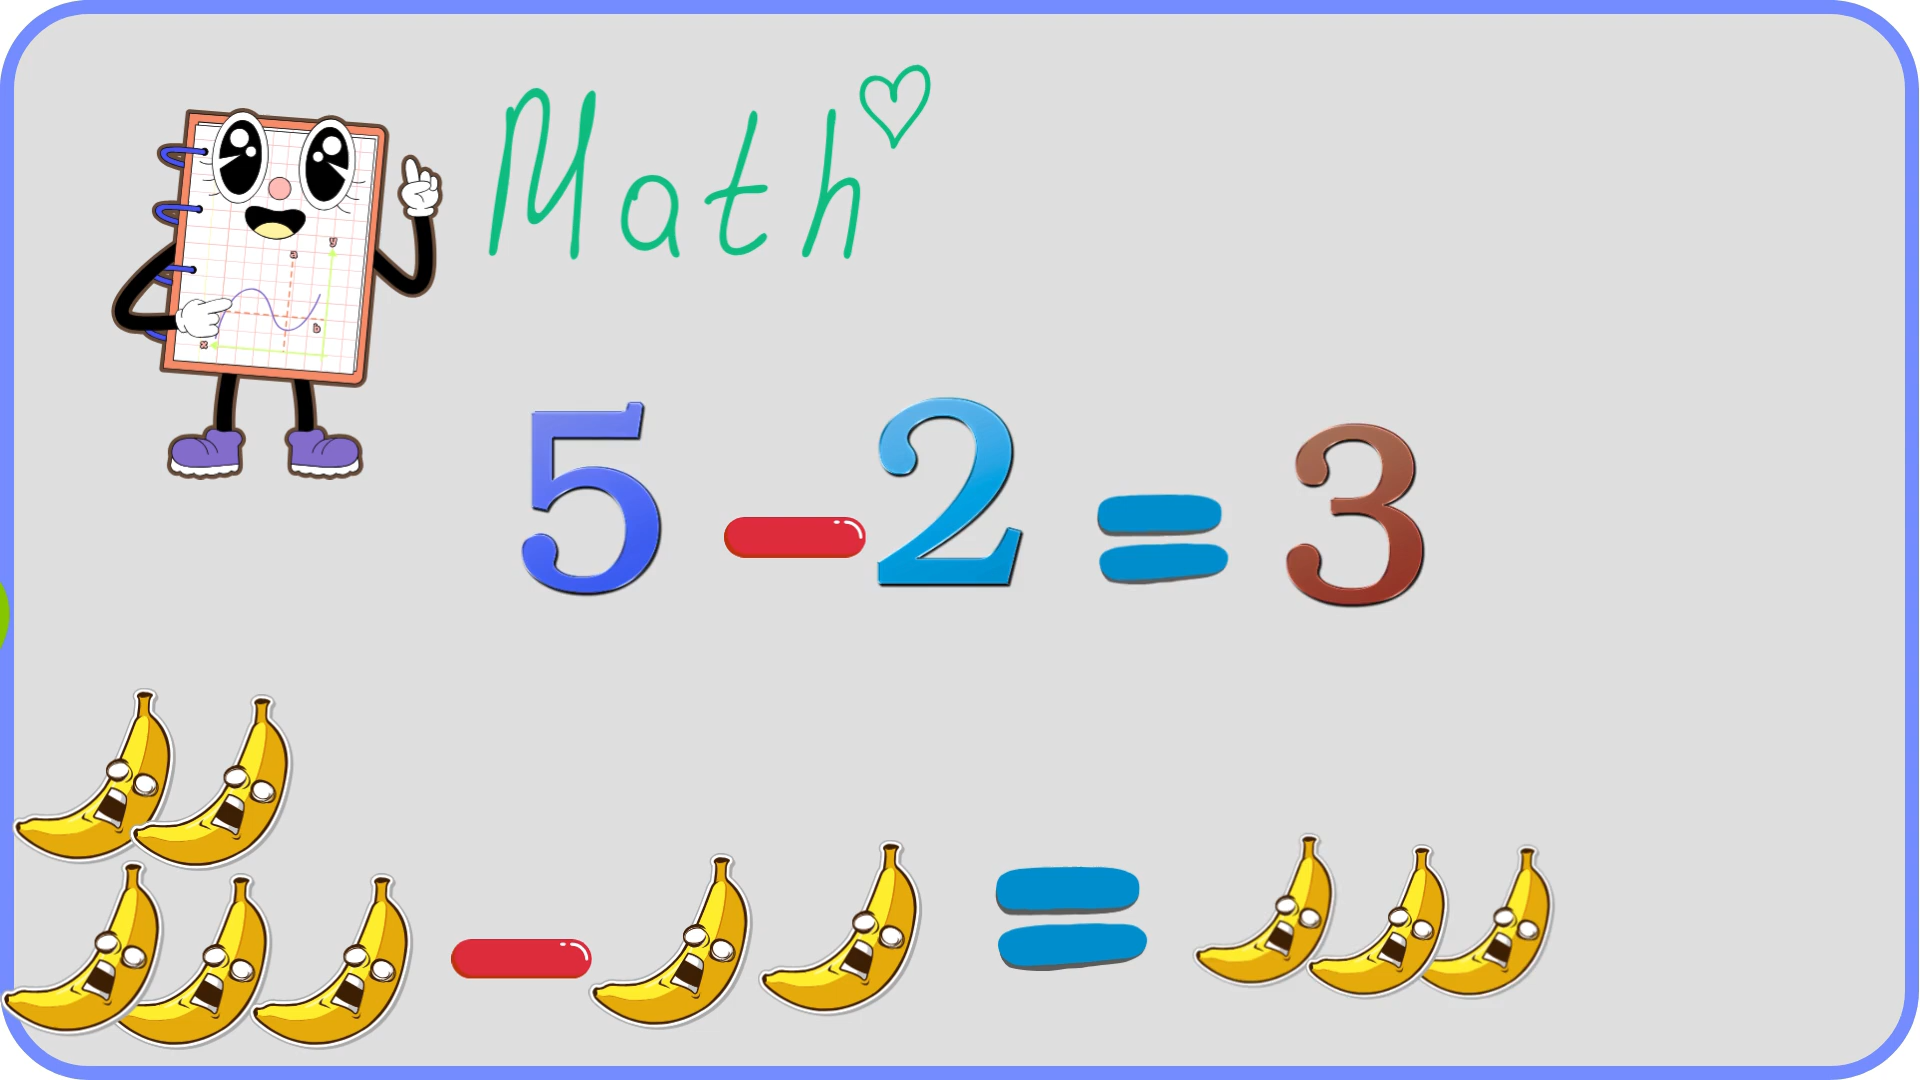 Math
y
a
b
x
5 - 2 = 3
- =